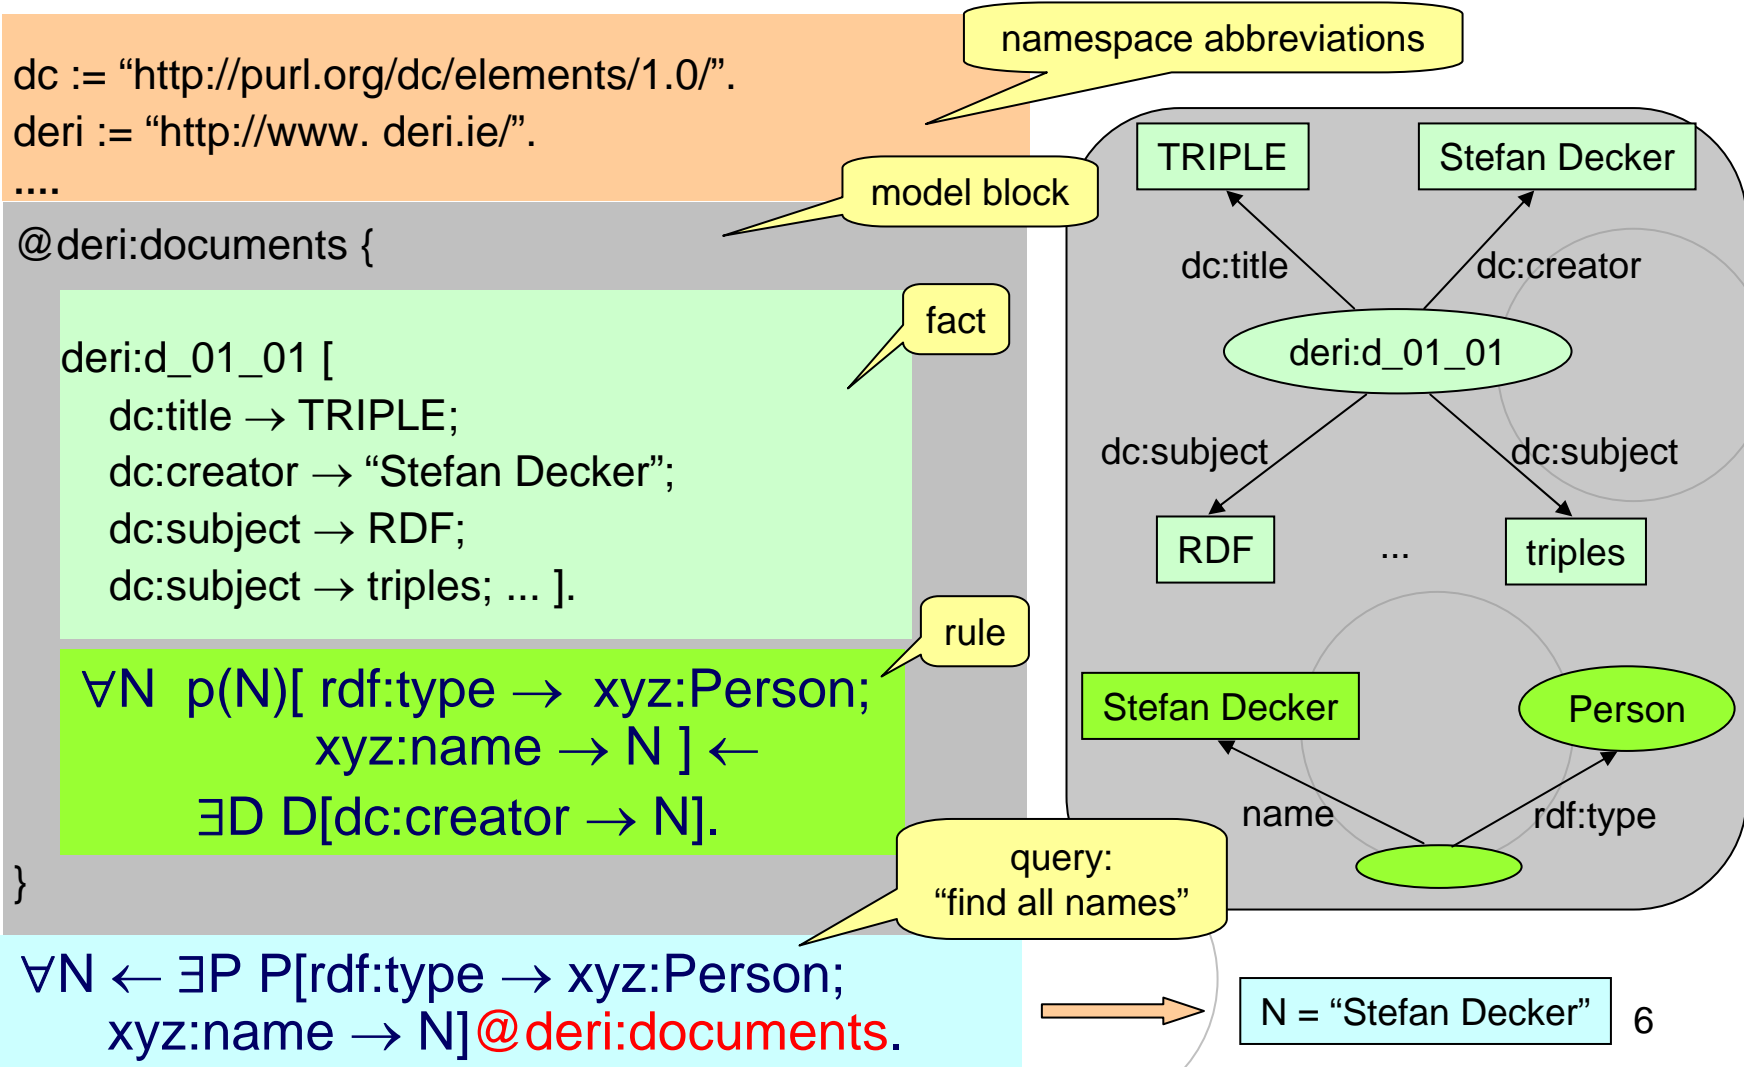 namespace abbreviations
dc := “http://purl.org/dc/elements/1.0/”.
deri := “http://www. deri.ie/”.
....
model block
@deri:documents {
fact
deri:d_01_01 [
dc:title → TRIPLE;
dc:creator → “Stefan Decker”;
dc:subject → RDF;
dc:subject → triples; ... ].
rule
∀N p(N)[ rdf:type → xyz:Person;
xyz:name → N ] ←
∃D D[dc:creator → N].
}
query:
“find all names”
∀N ← ∃P P[rdf:type → xyz:Person;
xyz:name → N]@deri:documents.
TRIPLE
Stefan Decker
dc:title
dc:creator
deri:d_01_01
dc:subject
dc:subject
RDF
...
triples
Stefan Decker
Person
name
rdf:type
N = “Stefan Decker”
6